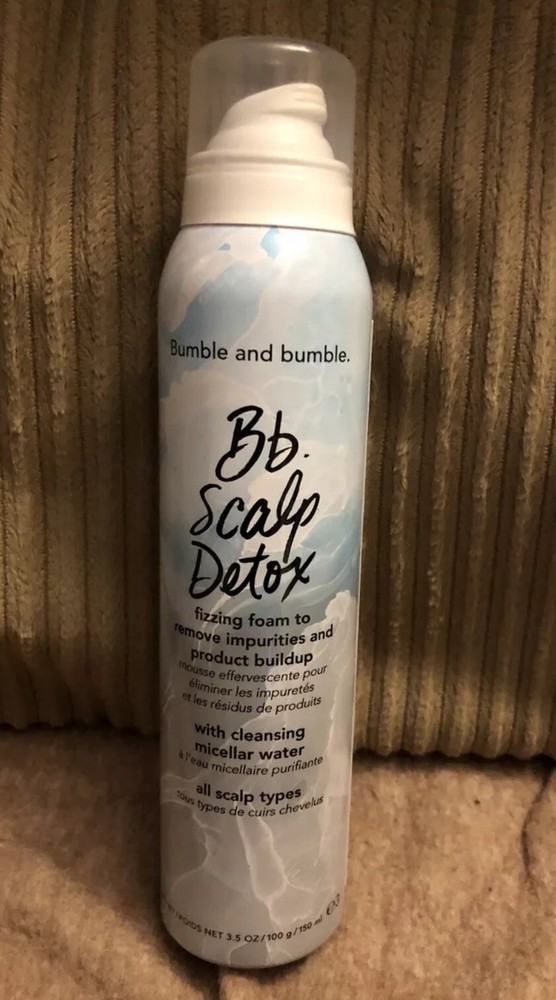 Bumble and bumble.
Bb.
Scalp
Detox
fizzing foam to
remove impurities and
product buildup
mousse effervescente pour
éliminer les impuretés
et les résidus de produits
with cleansing
micellar water
à l'eau micellaire purifiante
all scalp types
tous types de cuirs chevelus
POIDS NET 3.5 OZ/100 g/150 ml